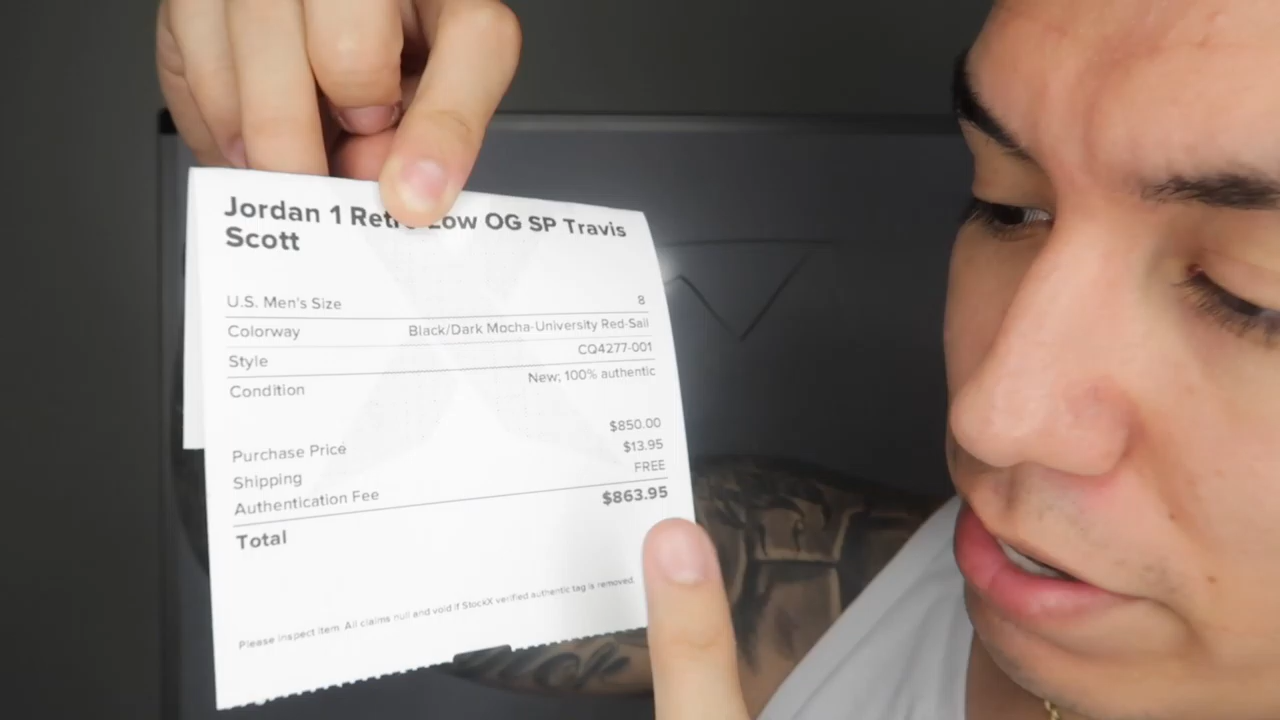 Jordan 1 Retro Low OG SP Travis
Scott
U.S. Men's Size 8
Colorway Black/Dark Mocha-University Red-Sail
Style CQ4277-001
Condition New; 100% authentic
Purchase Price $850.00
Shipping $13.95
Authentication Fee FREE
Total $863.95
Please inspect item. All claims null and void if StockX verified authentic tag is removed.